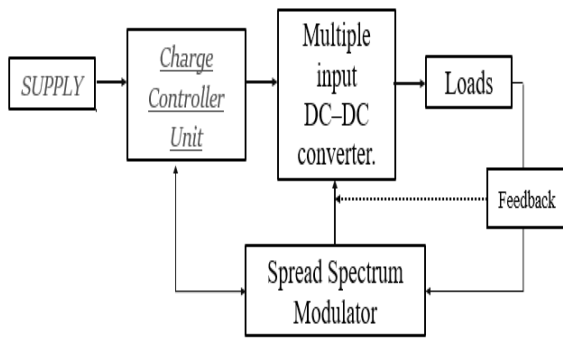 SUPPLY
Charge
Controller
Unit
Multiple
input
DC–DC
converter.
Loads
Feedback
Spread Spectrum
Modulator